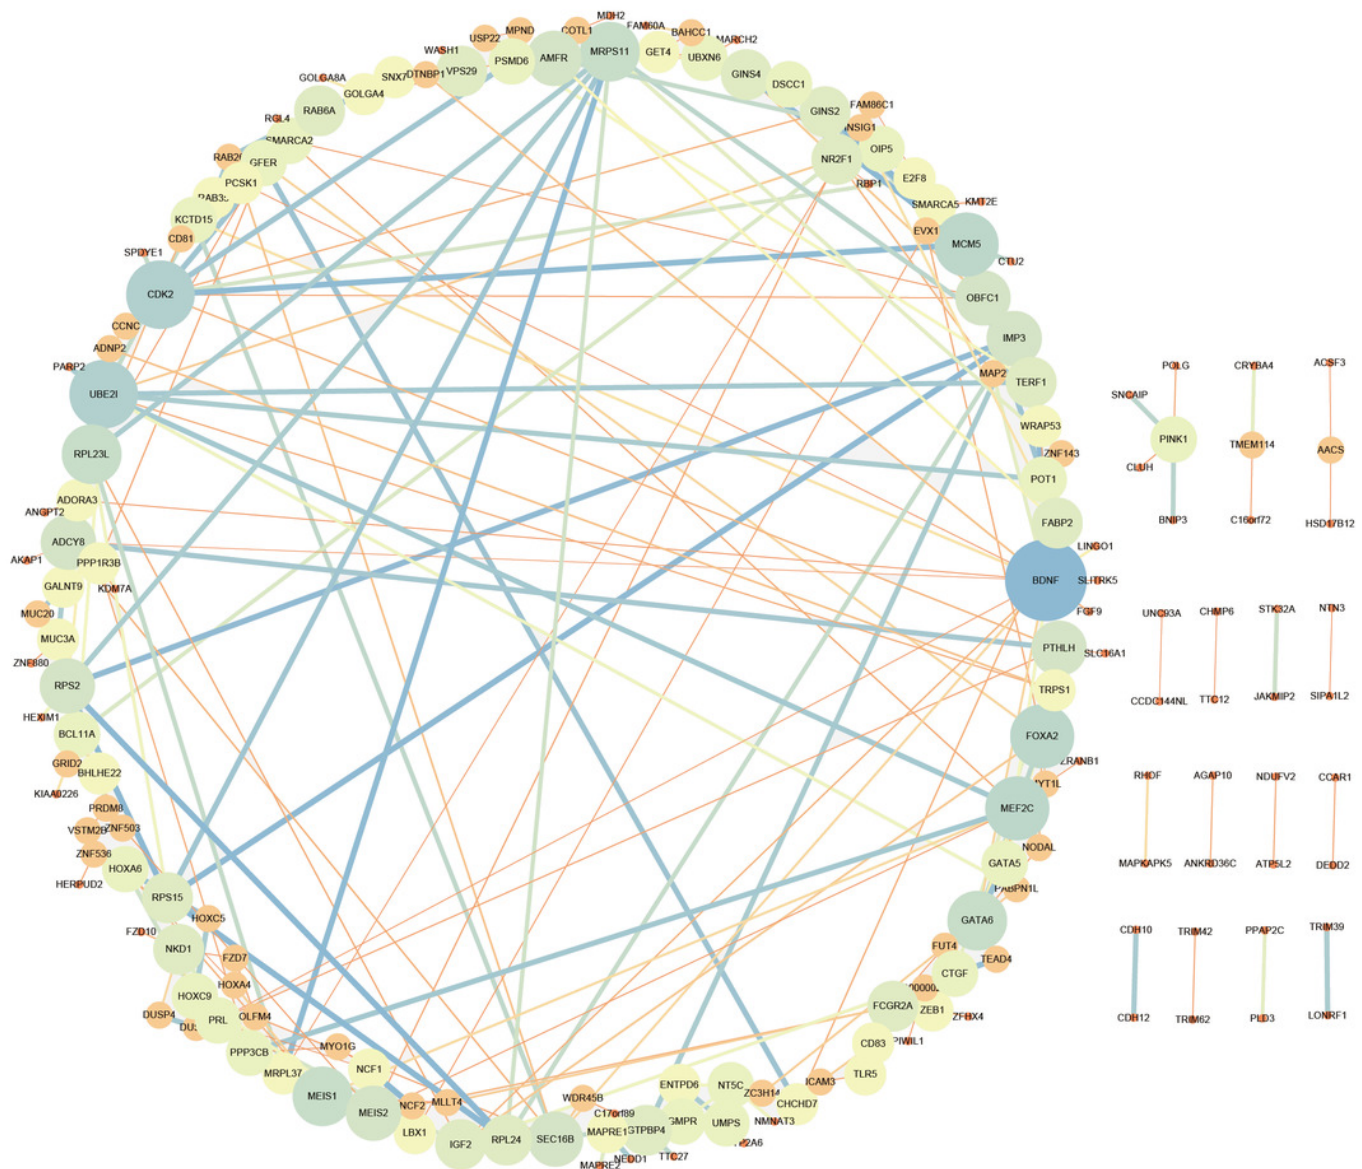 MDH2
FAM60A
MPND
COTL1
BAHCC1
USP22
MARCH2
WASH1
PSMD6
AMFR
MRPS11
GET4
UBXN6
DTNBP1
VPS29
GINS4
DSCC1
SNX7
GOLGA8A
GOLGA4
RAB6A
GINS2
FAM86C1
RGL4
SMARCA2
OIP5
NR2F1
GFER
PCSK1
E2F8
RBP1
SMARCA5
KMT2E
KCTD15
CD81
EVX1
MCM5
SPDYE1
CTU2
CDK2
OBFC1
CCNC
IMP3
ADNP2
PARP2
MAP2
TERF1
UBE2I
WRAP53
RPL23L
ZNF143
POT1
ADORA3
ANGPT2
FABP2
ADCY8
AKAP1
PPP1R3B
LINGO1
BDNF
SLITRK5
GALNT9
KDM7A
FGF9
MUC20
MUC3A
PTHLH
SLC16A1
ZNF880
RPS2
TRPS1
HEXIM1
BCL11A
FOXA2
GRID2
BHLHE22
ZRANB1
KIAA0226
MYT1L
PRDM8
VSTM2B
ZNF503
MEF2C
ZNF536
NODAL
HOXA6
GATA5
HERPUD2
RPS15
PABPN1L
HOXC5
GATA6
FZD10
NKD1
FZD7
FUT4
TEAD4
HOXA4
CTGF
HOXC9
FCGR2A
DUSP4
PRL
OLFM4
ZEB1
ZFHX4
PIWIL1
PPP3CB
MYO1G
CD83
MRPL37
NCF1
TLR5
MEIS1
MEIS2
NCF2
MLLT4
WDR45B
ENTPD6
NT5C
ZC3H14
ICAM3
CHCHD7
LBX1
C17orf89
GMPR
UMPS
NMNAT3
IGF2
RPL24
SEC16B
MAPRE1
GTPBP4
NEDD1
TTC27
MAPRE2
POLG
CRYBA4
ACSF3
SNCAIP
PINK1
TMEM114
AACS
CLUH
BNIP3
C16orf72
HSD17B12
UNC93A
CHMP6
STK32A
NTN3
CCDC144NL
TTC12
JAKMIP2
SIPA1L2
RHOF
AGAP10
NDUFV2
CCAR1
MAPKAPK5
ANKRD36C
ATP5L2
DEDD2
CDH10
TRIM42
PPAP2C
TRIM39
CDH12
TRIM62
PLD3
LONRF1